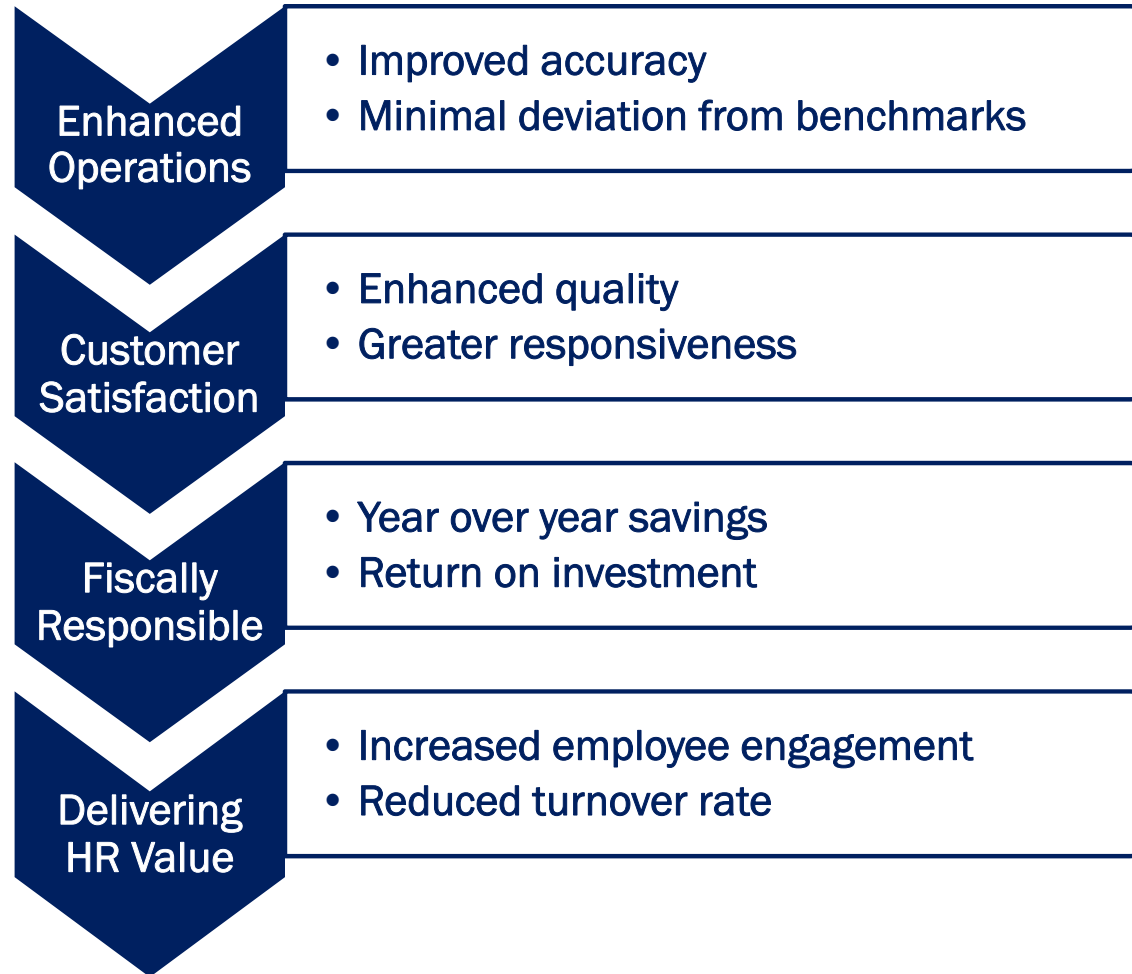 Enhanced
Operations
• Improved accuracy
• Minimal deviation from benchmarks
Customer
Satisfaction
• Enhanced quality
• Greater responsiveness
Fiscally
Responsible
• Year over year savings
• Return on investment
Delivering
HR Value
• Increased employee engagement
• Reduced turnover rate